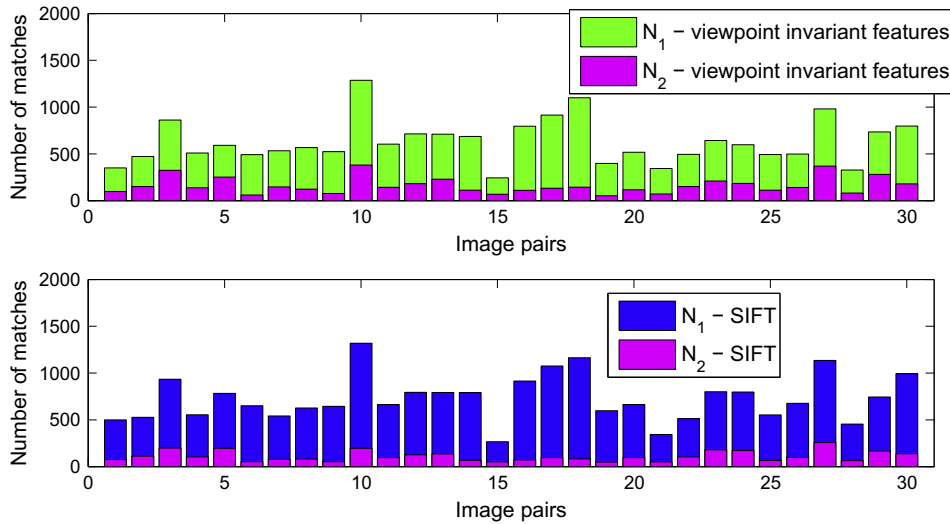 2000
1500
1000
500
0
Number of matches
N1 − viewpoint invariant features
N2 − viewpoint invariant features
0 5 10 15 20 25 30
Image pairs
2000
1500
1000
500
0
Number of matches
N1 − SIFT
N2 − SIFT
0 5 10 15 20 25 30
Image pairs